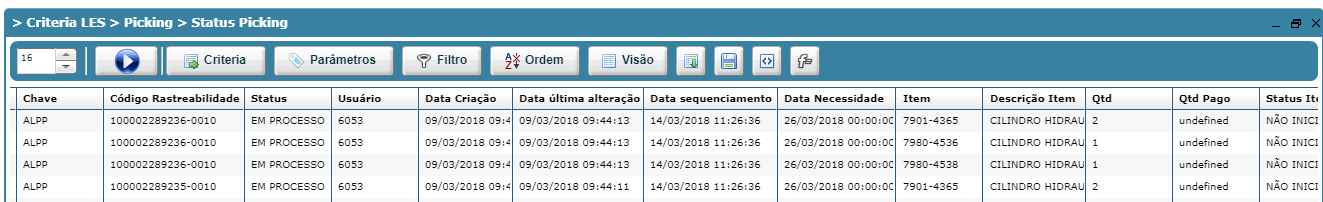 > Criteria LES > Picking > Status Picking
16 Criteria Parâmetros Filtro Ordem Visão
Chave Código Rastreabilidade Status Usuário Data Criação Data última alteração Data sequenciamento Data Necessidade Item Descrição Item Qtd Qtd Pago Status Ite
ALPP 100002289236-0010 EM PROCESSO 6053 09/03/2018 09:4 09/03/2018 09:44:13 14/03/2018 11:26:36 26/03/2018 00:00:00 7901-4365 CILINDRO HIDRAU 2 undefined NÃO INICI
ALPP 100002289236-0010 EM PROCESSO 6053 09/03/2018 09:4 09/03/2018 09:44:13 14/03/2018 11:26:36 26/03/2018 00:00:00 7980-4536 CILINDRO HIDRAU 1 undefined NÃO INICI
ALPP 100002289236-0010 EM PROCESSO 6053 09/03/2018 09:4 09/03/2018 09:44:13 14/03/2018 11:26:36 26/03/2018 00:00:00 7980-4538 CILINDRO HIDRAU 1 undefined NÃO INICI
ALPP 100002289235-0010 EM PROCESSO 6053 09/03/2018 09:4 09/03/2018 09:44:11 14/03/2018 11:26:36 26/03/2018 00:00:00 7901-4365 CILINDRO HIDRAU 2 undefined NÃO INICI